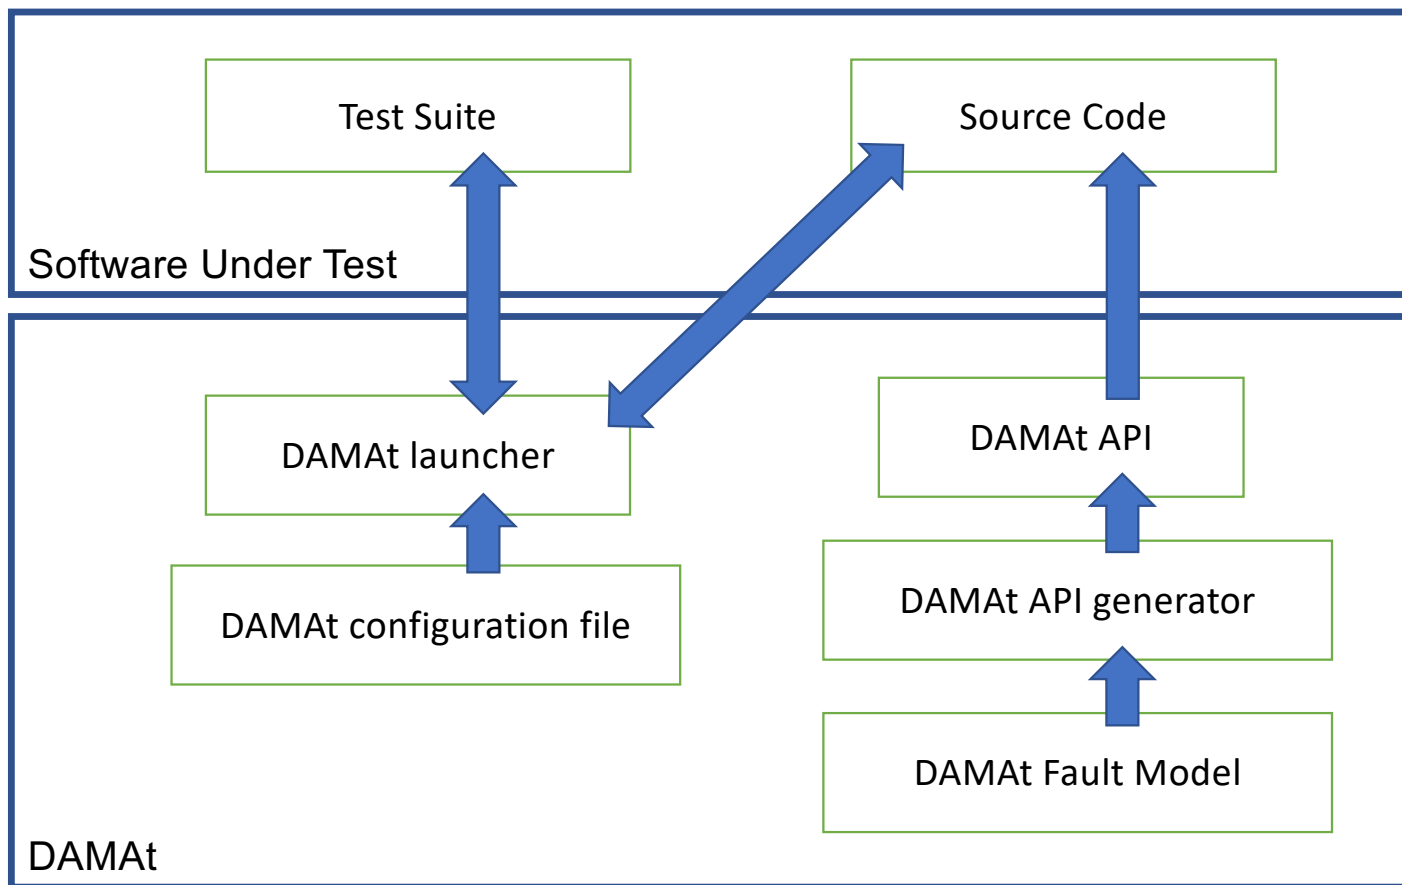 Test Suite
Source Code
Software Under Test
DAMAt launcher
DAMAt API
DAMAt configuration file
DAMAt API generator
DAMAt Fault Model
DAMAt